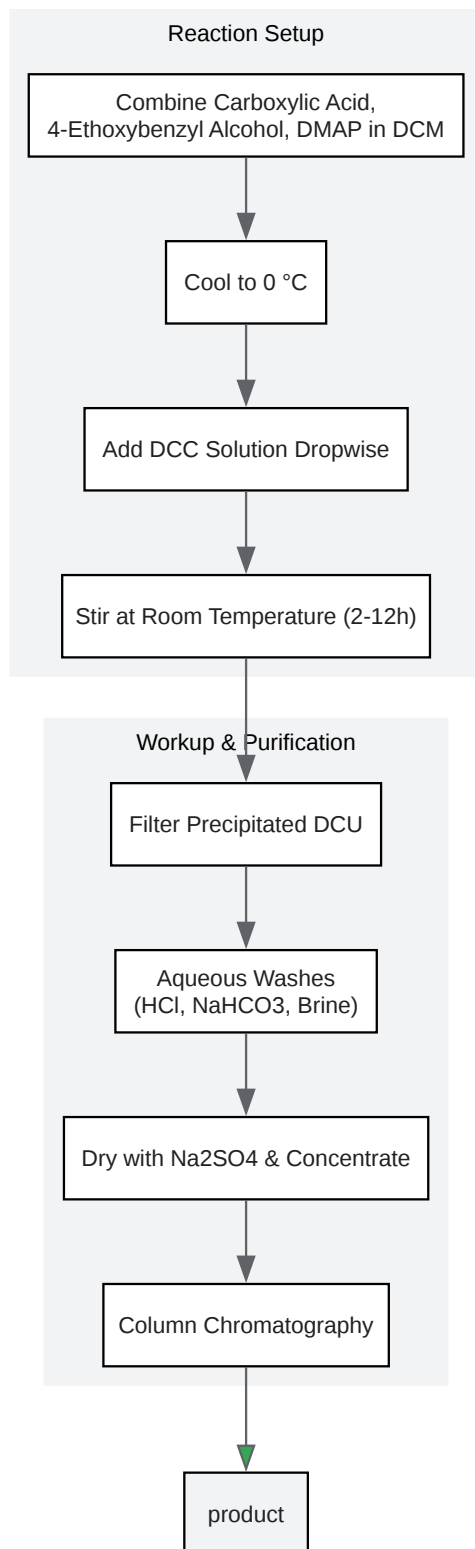 Reaction Setup
Combine Carboxylic Acid,
4-Ethoxybenzyl Alcohol, DMAP in DCM
Cool to 0 °C
Add DCC Solution Dropwise
Stir at Room Temperature (2-12h)
Workup & Purification
Filter Precipitated DCU
Aqueous Washes
(HCl, NaHCO3, Brine)
Dry with Na2SO4 & Concentrate
Column Chromatography
product